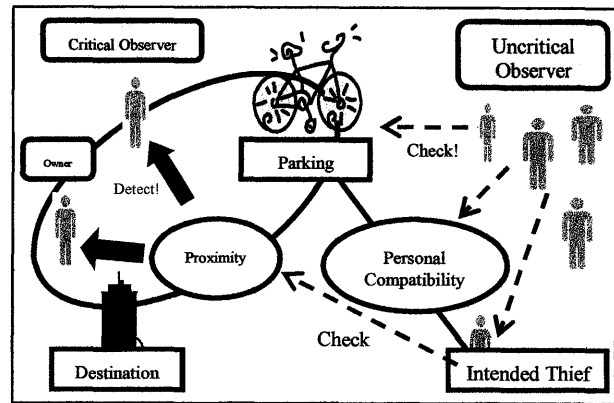 Critical Observer
Uncritical
Observer
Owner
Parking
Check!
Detect!
Proximity
Personal
Compatibility
Check
Destination
Intended Thief